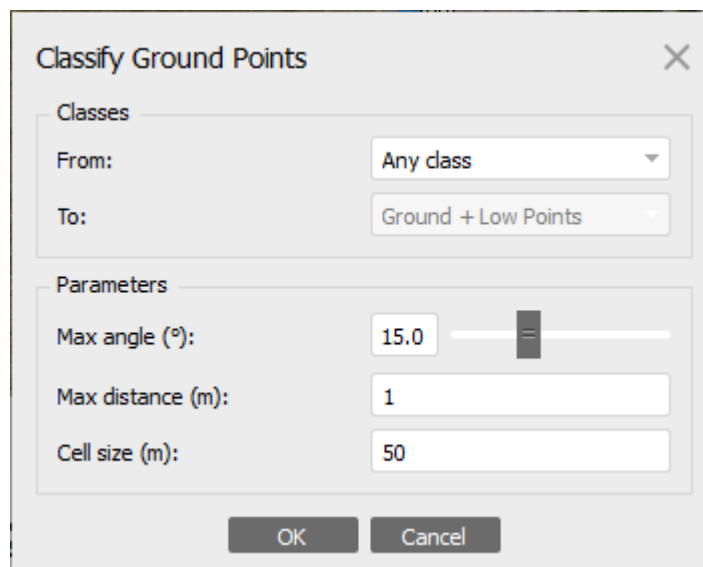 Classify Ground Points
Classes
From: Any class
To: Ground + Low Points
Parameters
Max angle (°): 15.0
Max distance (m): 1
Cell size (m): 50
OK Cancel